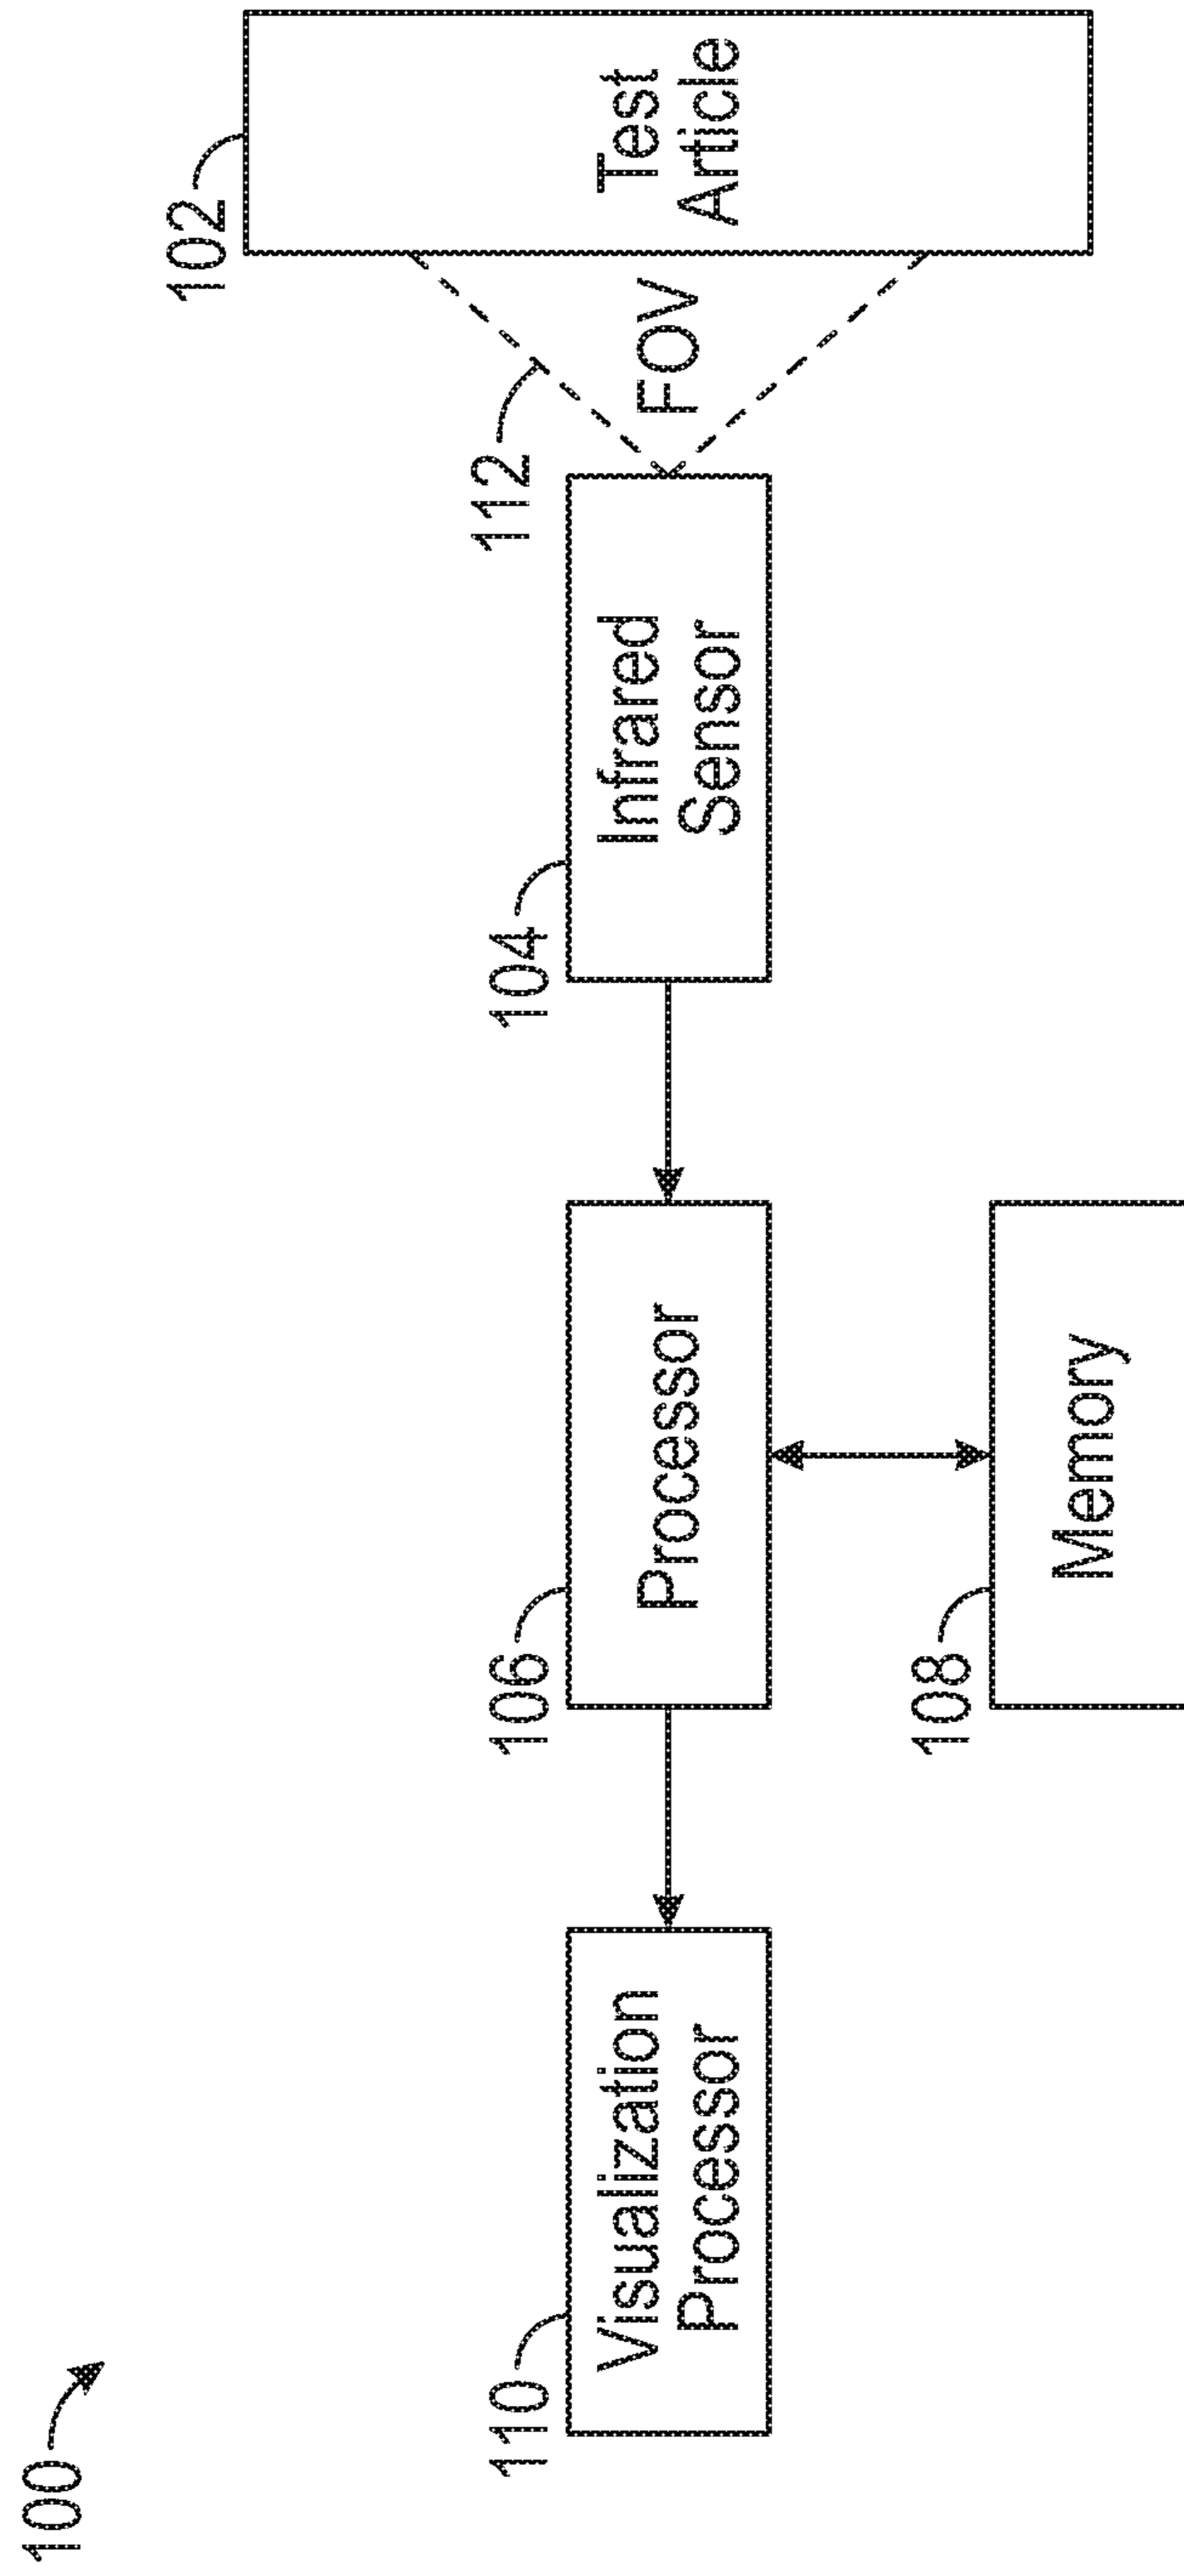 100
110
Visualization
Processor
106
Processor
108
Memory
104
Infrared
Sensor
112
FOV
102
Test
Article